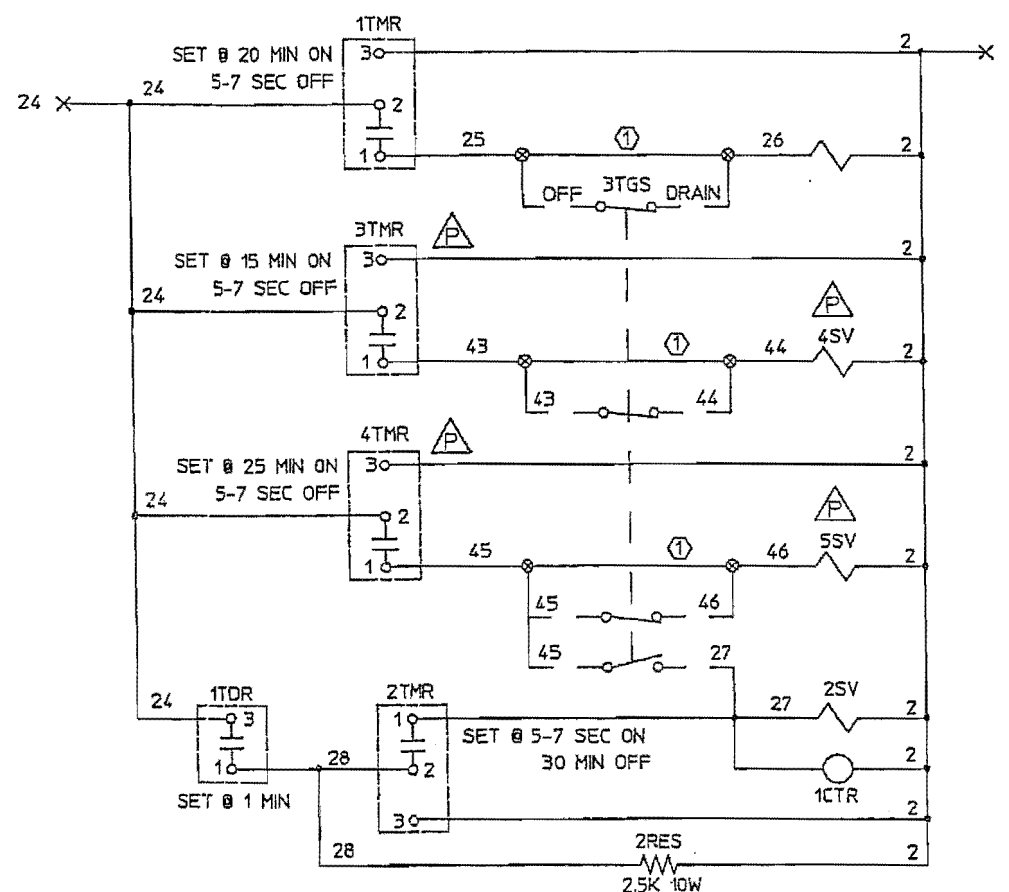 1TMR
SET @ 20 MIN ON
5-7 SEC OFF
3
2
24
24
2
1
25
1
26
2
OFF
3TGS
DRAIN
3TMR
P
SET @ 15 MIN ON
5-7 SEC OFF
3
2
24
2
P
4SV
1
43
1
44
2
43
44
4TMR
P
SET @ 25 MIN ON
5-7 SEC OFF
3
2
24
2
P
5SV
1
45
1
46
2
45
46
45
27
24
1TDR
3
1
SET @ 1 MIN
28
2TMR
1
2
3
SET @ 5-7 SEC ON
30 MIN OFF
27
2SV
2
2
1CTR
2
28
2RES
2.5K 10W
2